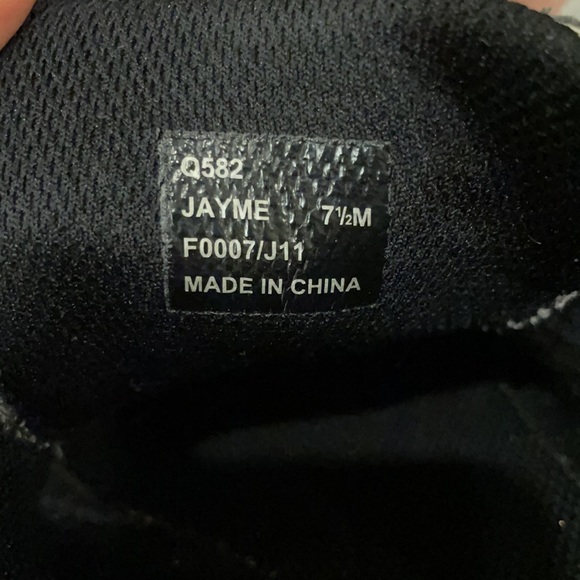 Q582
JAYME 7½M
F0007/J11
MADE IN CHINA